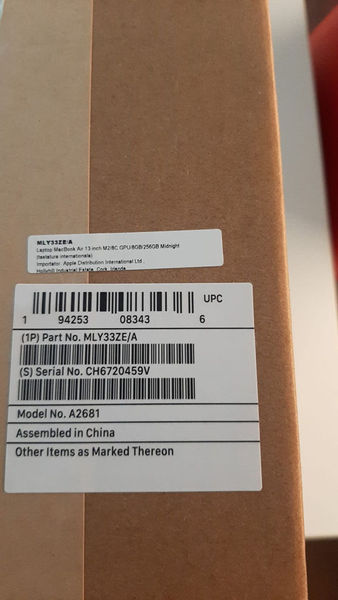 MLY33ZE/A
Laptop MacBook Air 13-inch M2/8C GPU/8GB/256GB Midnight
(tastatura internationala)
Importator: Apple Distribution International Ltd.,
Hollyhill Industrial Estate, Cork, Irlanda
UPC
1 94253 08343 6
(1P) Part No. MLY33ZE/A
(S) Serial No. CH6720459V
Model No. A2681
Assembled in China
Other Items as Marked Thereon